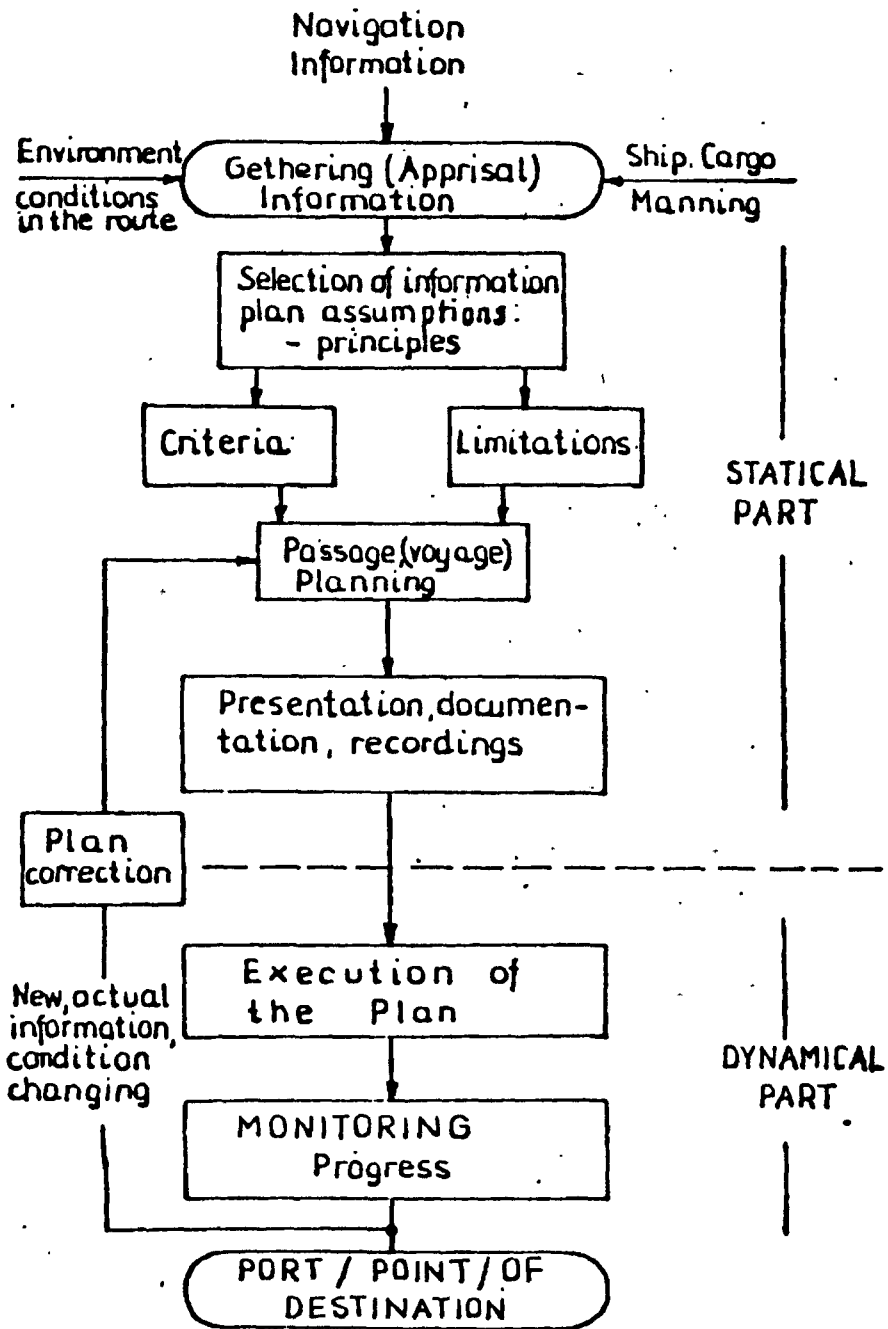 Navigation
Information
Environment
conditions
in the route
Gethering (Apprisal)
Information
Ship. Cargo
Manning
Selection of information
plan assumptions:
- principles
Criteria
Limitations
Passage (voyage)
Planning
STATICAL
PART
Presentation, documen-
tation, recordings
Plan
correction
Execution of
the Plan
New, actual
information,
condition
changing
DYNAMICAL
PART
MONITORING
Progress
PORT / POINT / OF
DESTINATION